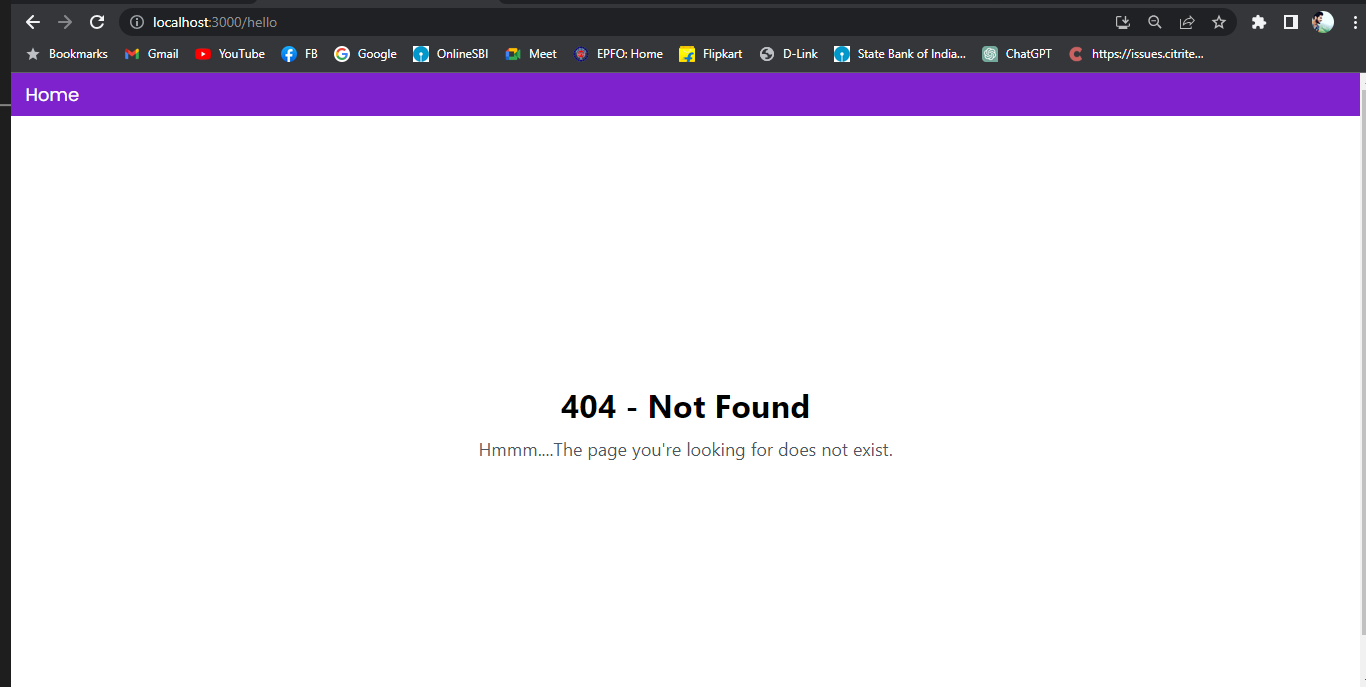 localhost:3000/hello
Bookmarks Gmail YouTube FB Google OnlineSBI Meet EPFO: Home Flipkart D-Link State Bank of India... ChatGPT https://issues.citrite...
Home
404 - Not Found
Hmmm....The page you're looking for does not exist.